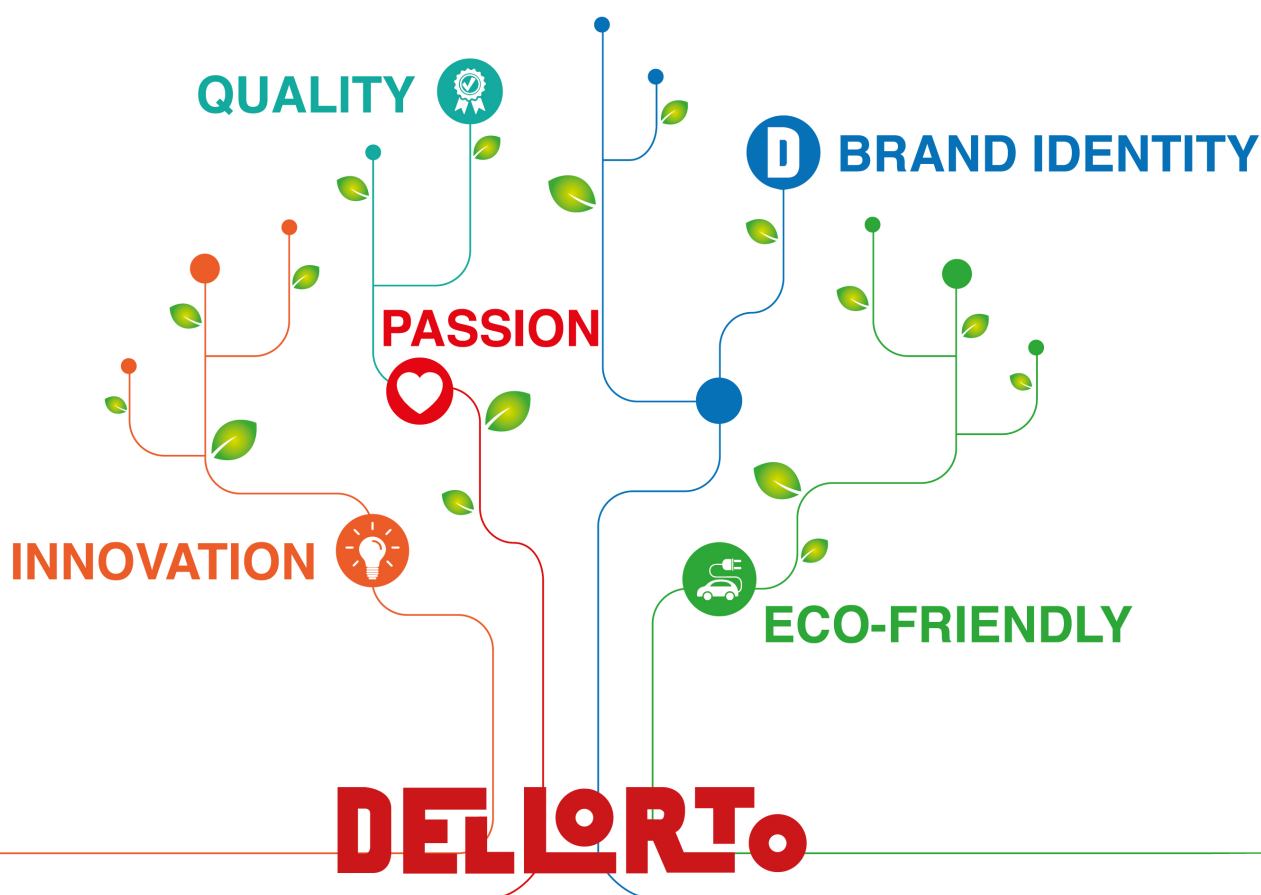 QUALITY
D BRAND IDENTITY
PASSION
INNOVATION
ECO-FRIENDLY
DELLORTO